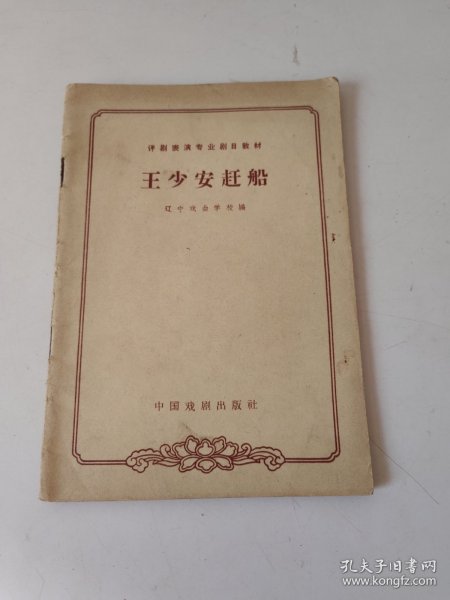 评剧表演专业剧目教材
王少安赶船
辽宁戏曲学校编
中国戏剧出版社
孔夫子旧书网
www.kongfz.com